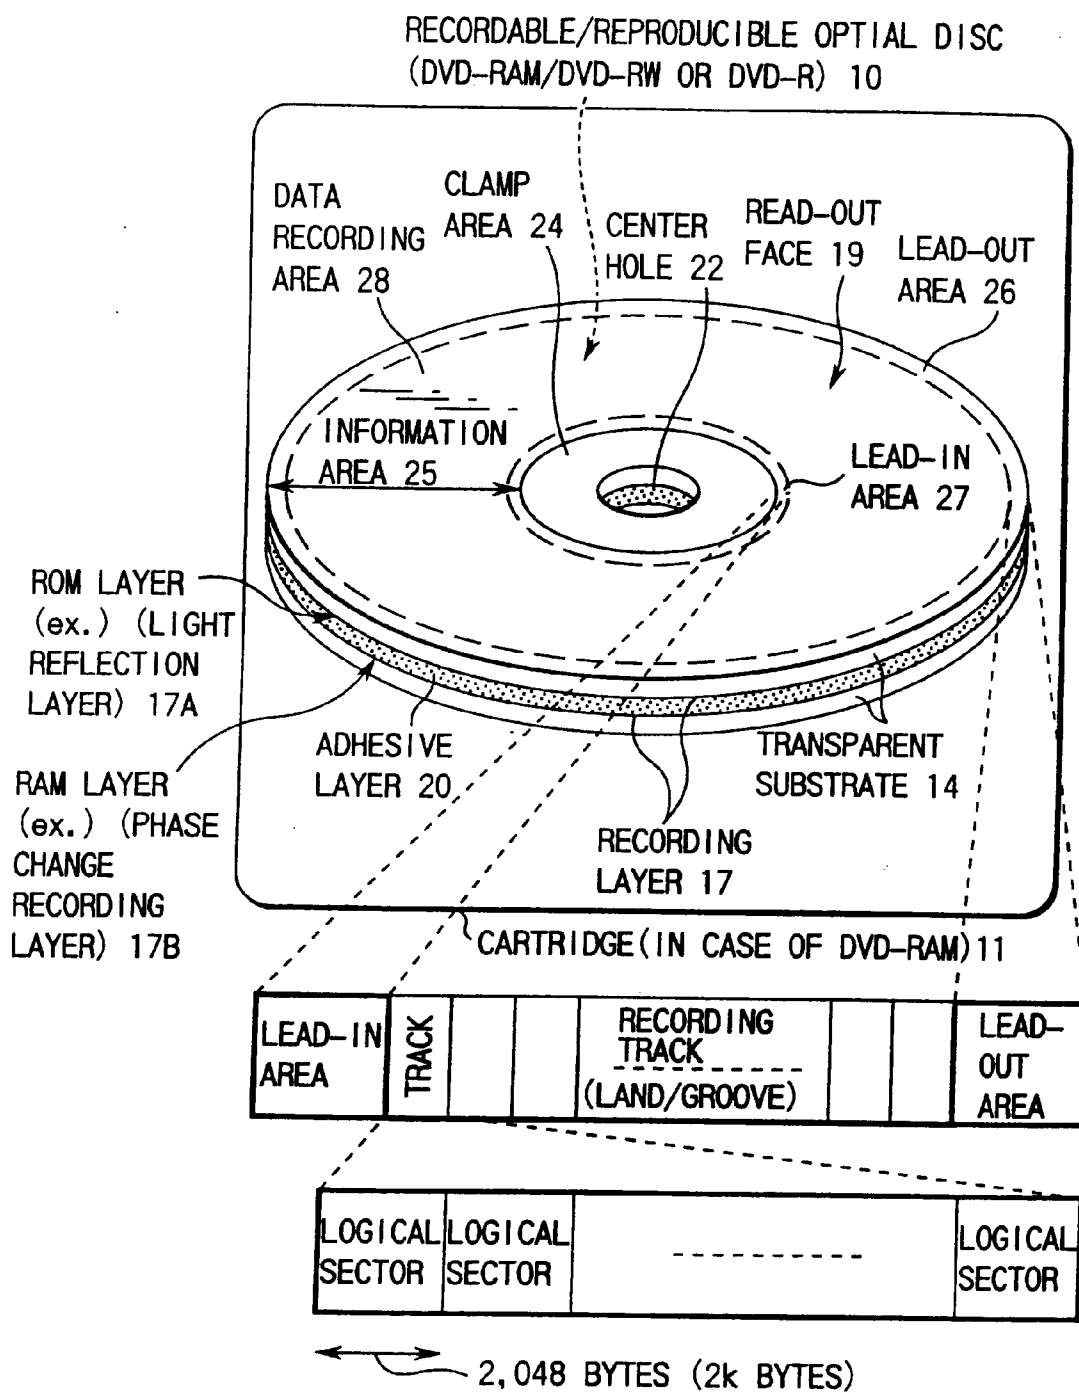 RECORDABLE/REPRODUCIBLE OPTIAL DISC
(DVD-RAM/DVD-RW OR DVD-R) 10
DATA
RECORDING
AREA 28
CLAMP
AREA 24
CENTER
HOLE 22
READ-OUT
FACE 19
LEAD-OUT
AREA 26
INFORMATION
AREA 25
LEAD-IN
AREA 27
ROM LAYER
(ex.) (LIGHT
REFLECTION
LAYER) 17A
RAM LAYER
(ex.) (PHASE
CHANGE
RECORDING
LAYER) 17B
ADHESIVE
LAYER 20
TRANSPARENT
SUBSTRATE 14
RECORDING
LAYER 17
CARTRIDGE(IN CASE OF DVD-RAM)11
LEAD-IN
AREA
TRACK
RECORDING
TRACK
(LAND/GROOVE)
LEAD-
OUT
AREA
LOGICAL
SECTOR
LOGICAL
SECTOR
LOGICAL
SECTOR
2,048 BYTES (2k BYTES)